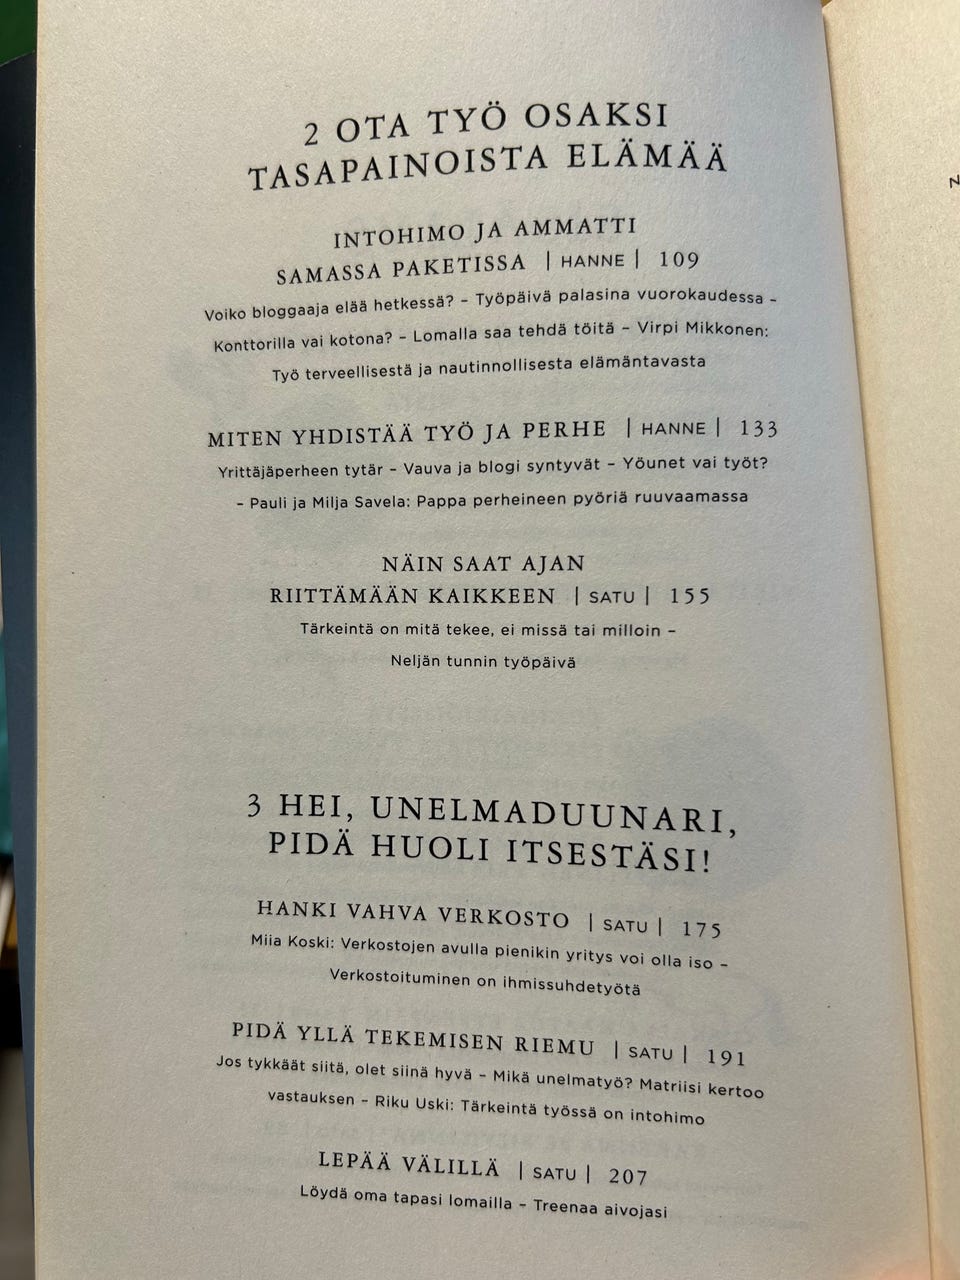 2 OTA TYÖ OSAKSI
TASAPAINOISTA ELÄMÄÄ
INTOHIMO JA AMMATTI
SAMASSA PAKETISSA | HANNE | 109
Voiko bloggaaja elää hetkessä? – Työpäivä palasina vuorokaudessa –
Konttorilla vai kotona? – Lomalla saa tehdä töitä – Virpi Mikkonen:
Työ terveellisestä ja nautinnollisesta elämäntavasta
MITEN YHDISTÄÄ TYÖ JA PERHE | HANNE | 133
Yrittäjäperheen tytär – Vauva ja blogi syntyvät – Yöunet vai työt?
– Pauli ja Milja Savela: Pappa perheineen pyöriä ruuvaamassa
NÄIN SAAT AJAN
RIITTÄMÄÄN KAIKKEEN | SATU | 155
Tärkeintä on mitä tekee, ei missä tai milloin –
Neljän tunnin työpäivä
3 HEI, UNELMADUUNARI,
PIDÄ HUOLI ITSESTÄSI!
HANKI VAHVA VERKOSTO | SATU | 175
Miia Koski: Verkostojen avulla pienikin yritys voi olla iso –
Verkostoituminen on ihmissuhdetyötä
PIDÄ YLLÄ TEKEMISEN RIEMU | SATU | 191
Jos tykkäät siitä, olet siinä hyvä – Mikä unelmatyö? Matriisi kertoo
vastauksen – Riku Uski: Tärkeintä työssä on intohimo
LEPÄÄ VÄLILLÄ | SATU | 207
Löydä oma tapasi lomailla – Treenaa aivojasi